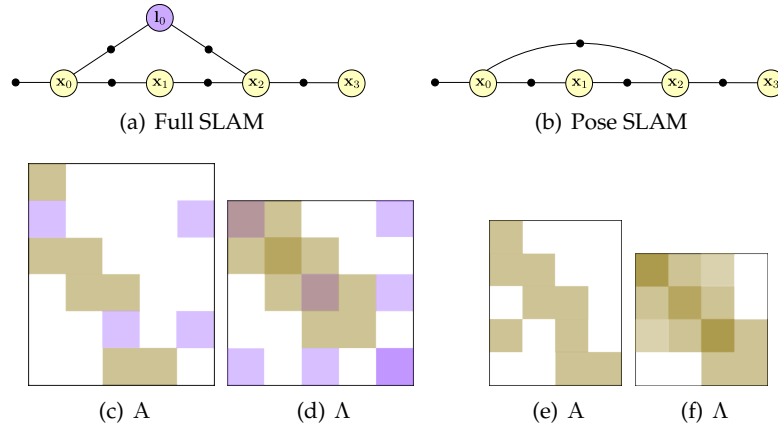 l₀
x₀ x₁ x₂ x₃ x₀ x₁ x₂ x₃
(a) Full SLAM (b) Pose SLAM
(c) A (d) Λ (e) A (f) Λ